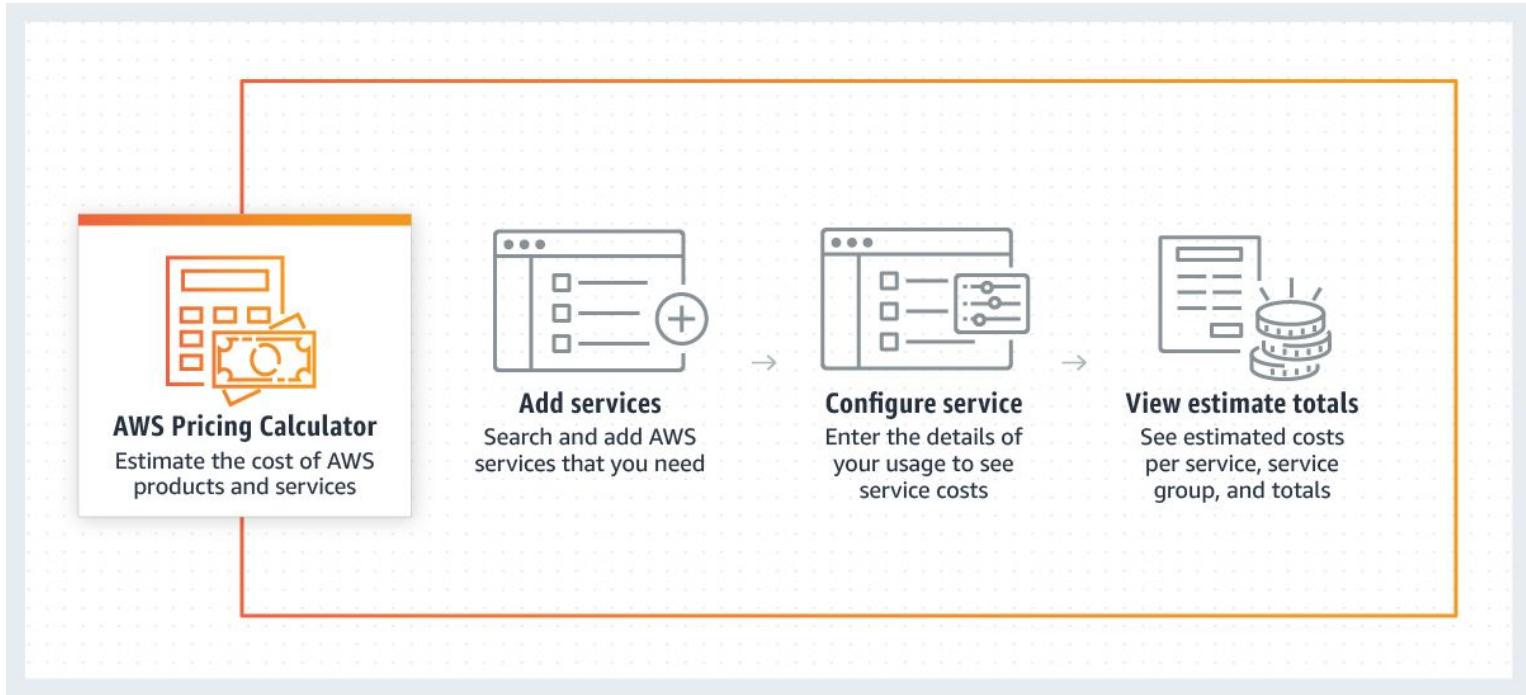 AWS Pricing Calculator
Estimate the cost of AWS
products and services
Add services
Search and add AWS
services that you need
Configure service
Enter the details of
your usage to see
service costs
View estimate totals
See estimated costs
per service, service
group, and totals